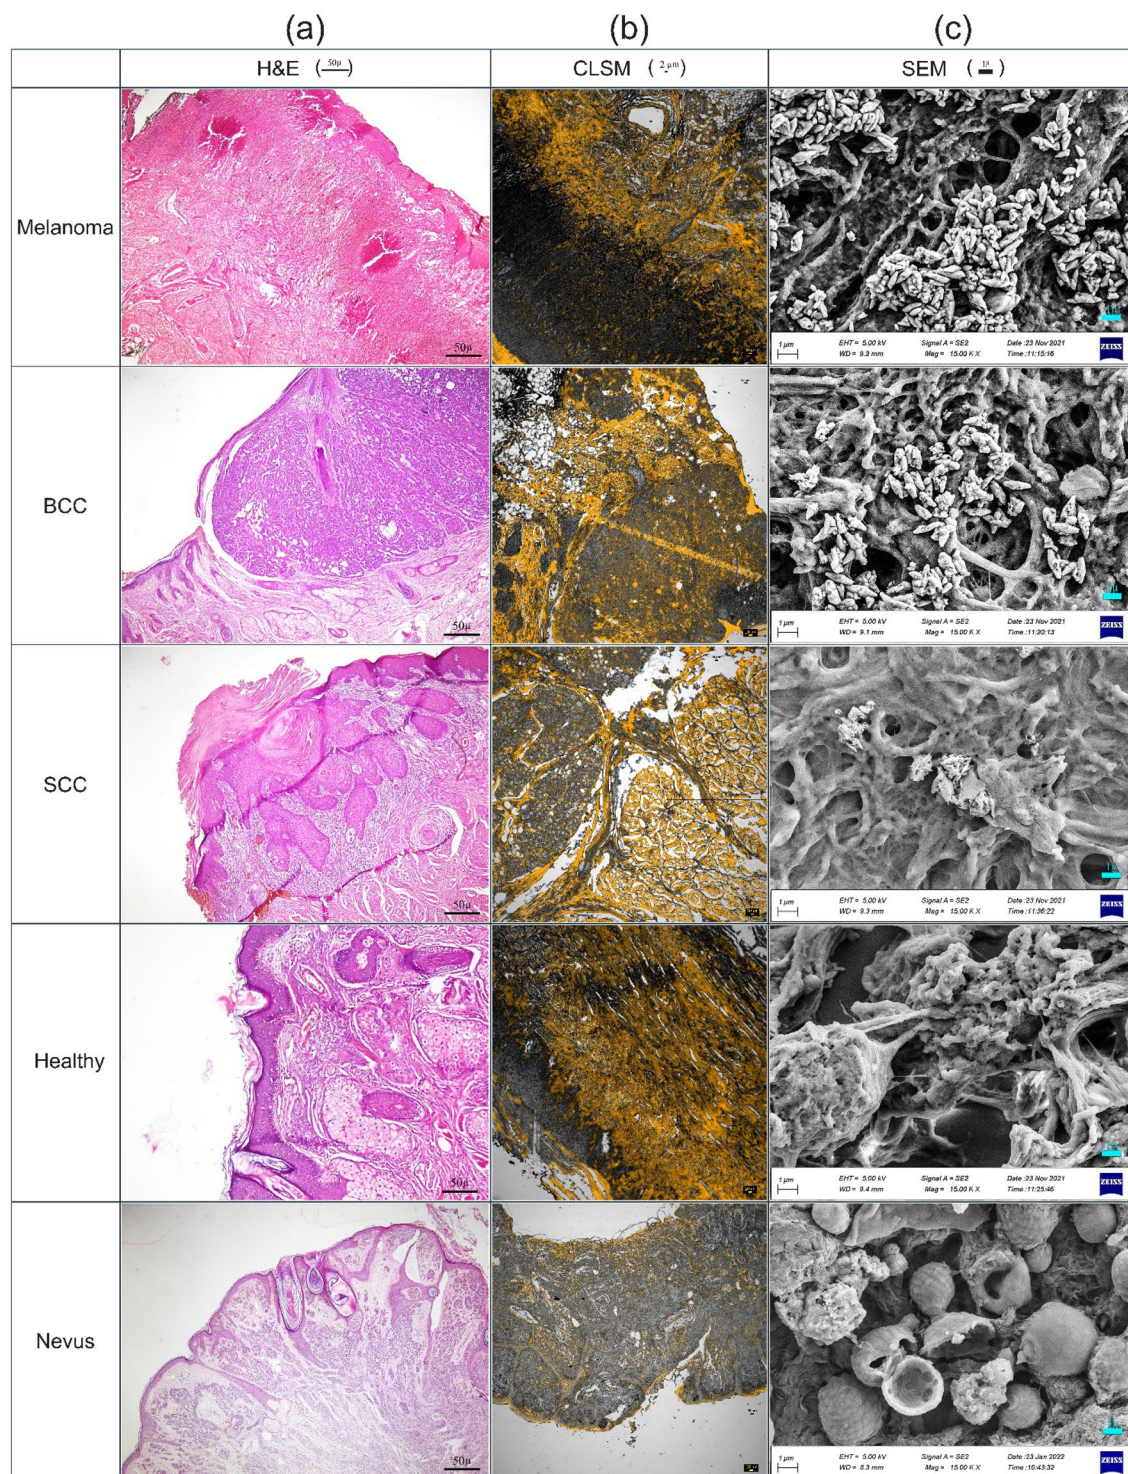 (a) (b) (c)
H&E (50µ) CLSM (2 µm) SEM (1µ)
Melanoma
50µ
1 µm
EHT = 5.00 kV Signal A = SE2 Date :23 Nov 2021
WD = 9.2 mm Mag = 15.00 K X Time :11:15:16
ZEISS
BCC
50µ
1 µm
EHT = 5.00 kV Signal A = SE2 Date :23 Nov 2021
WD = 9.1 mm Mag = 15.00 K X Time :11:20:13
ZEISS
SCC
50µ
1 µm
EHT = 5.00 kV Signal A = SE2 Date :23 Nov 2021
WD = 9.3 mm Mag = 15.00 K X Time :11:36:22
ZEISS
Healthy
50µ
1 µm
EHT = 5.00 kV Signal A = SE2 Date :23 Nov 2021
WD = 9.4 mm Mag = 15.00 K X Time :11:25:46
ZEISS
Nevus
1 µm
EHT = 5.00 kV Signal A = SE2 Date :23 Jan 2022
WD = 8.3 mm Mag = 15.00 K X Time :10:43:32
ZEISS